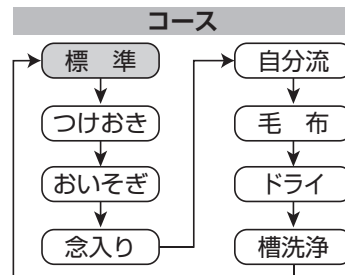 コース
標 準
つけおき
おいそぎ
念入り
自分流
毛 布
ドライ
槽洗浄